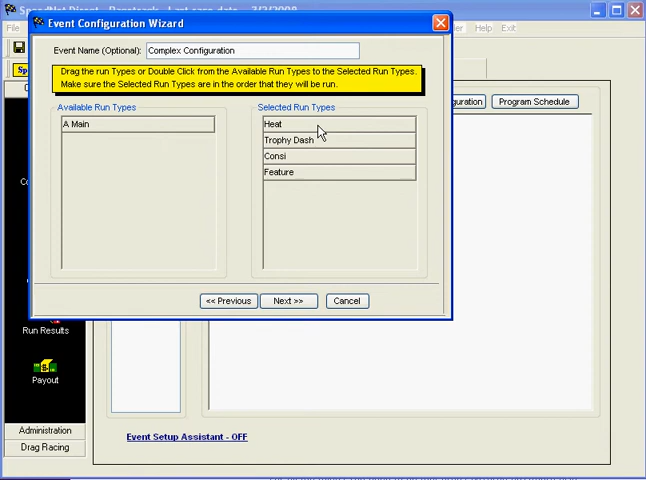 Event Configuration Wizard
Event Name (Optional): Complex Configuration
Drag the run Types or Double Click from the Available Run Types to the Selected Run Types.
Make sure the Selected Run Types are in the order that they will be run.
Available Run Types
Selected Run Types
A Main
Heat
Trophy Dash
Consi
Feature
<< Previous
Next >>
Cancel
Help
Exit
Program Schedule
Run Results
Payout
Administration
Drag Racing
Event Setup Assistant - OFF